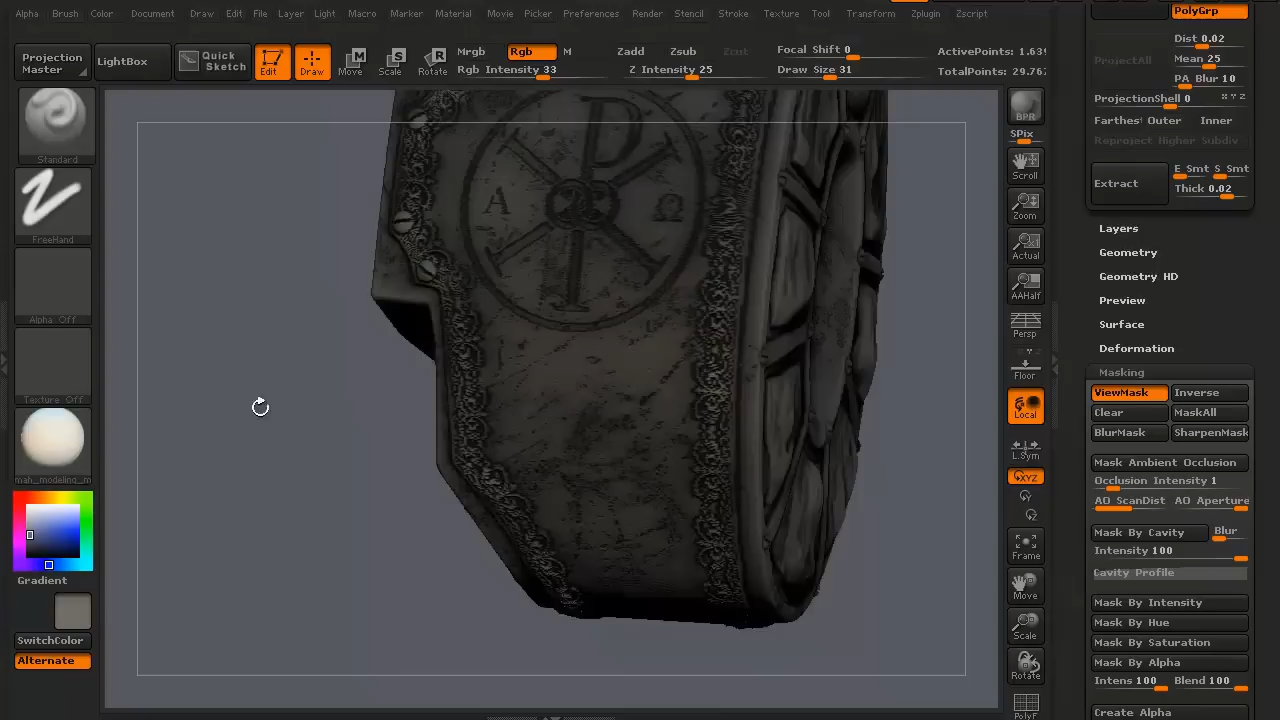 Alpha Brush Color Document Draw Edit File Layer Light Macro Marker Material Movie Picker Preferences Render Stencil Stroke Texture Tool Transform Zplugin Zscript
PolyGrp
Projection Master
LightBox
Quick Sketch
Edit
Draw
Move
Scale
Rotate
Mrgb Rgb M
Rgb Intensity 33
Zadd Zsub Zcut
Z Intensity 25
Focal Shift 0
Draw Size 31
ActivePoints: 1.639
TotalPoints: 29.767
Standard
FreeHand
Alpha Off
Texture Off
Gradient
SwitchColor
Alternate
Α Ω
BPR
SPix
Scroll
Zoom
Actual
AAHalf
Persp
Floor
Local
L.Sym
XYZ
Frame
Move
Scale
Rotate
PolyF
ProjectAll
Dist 0.02
Mean 25
PA Blur 10
ProjectionShell 0 X Y Z
Farthest Outer Inner
Reproject Higher Subdiv
Extract
E Smt S Smt
Thick 0.02
Layers
Geometry
Geometry HD
Preview
Surface
Deformation
Masking
ViewMask Inverse
Clear MaskAll
BlurMask SharpenMask
Mask Ambient Occlusion
Occlusion Intensity 1
AO ScanDist AO Aperture
Mask By Cavity Blur
Intensity 100
Cavity Profile
Mask By Intensity
Mask By Hue
Mask By Saturation
Mask By Alpha
Intens 100 Blend 100
Create Alpha